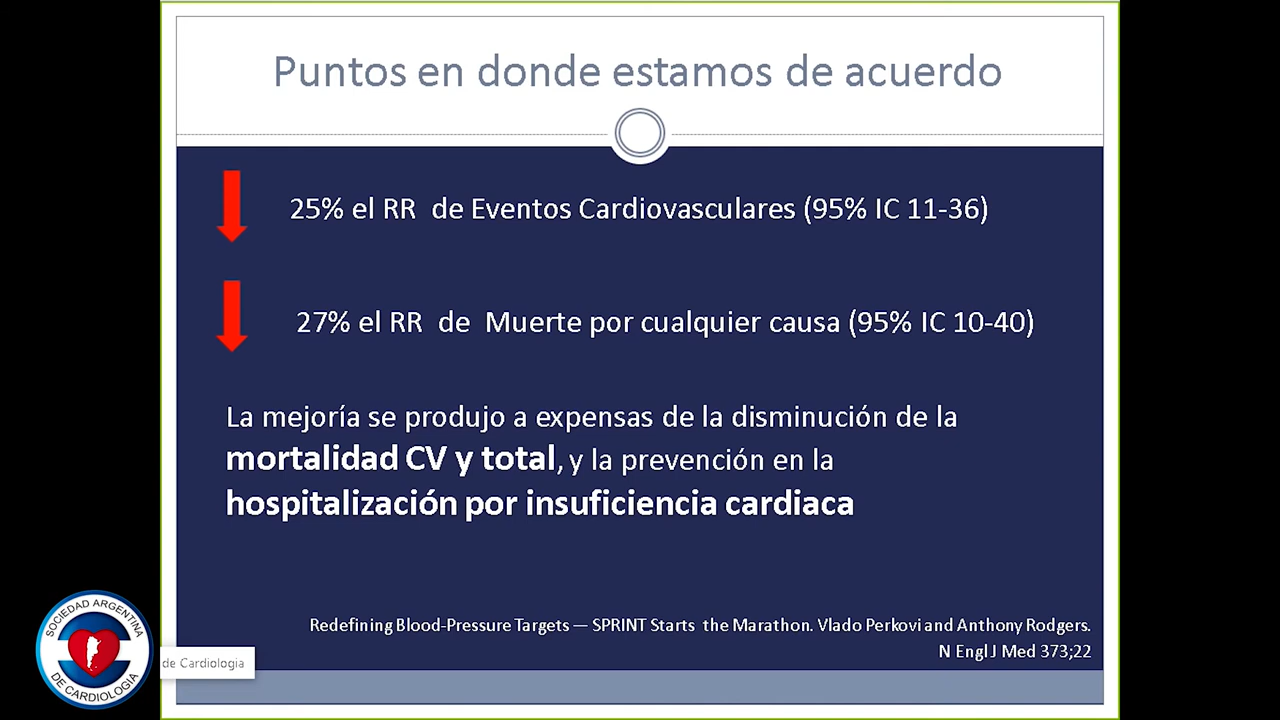 Puntos en donde estamos de acuerdo
25% el RR de Eventos Cardiovasculares (95% IC 11-36)
27% el RR de Muerte por cualquier causa (95% IC 10-40)
La mejoría se produjo a expensas de la disminución de la
mortalidad CV y total, y la prevención en la
hospitalización por insuficiencia cardiaca
Redefining Blood-Pressure Targets — SPRINT Starts the Marathon. Vlado Perkovi and Anthony Rodgers.
N Engl J Med 373;22
SOCIEDAD ARGENTINA
DE CARDIOLOGIA
de Cardiologia